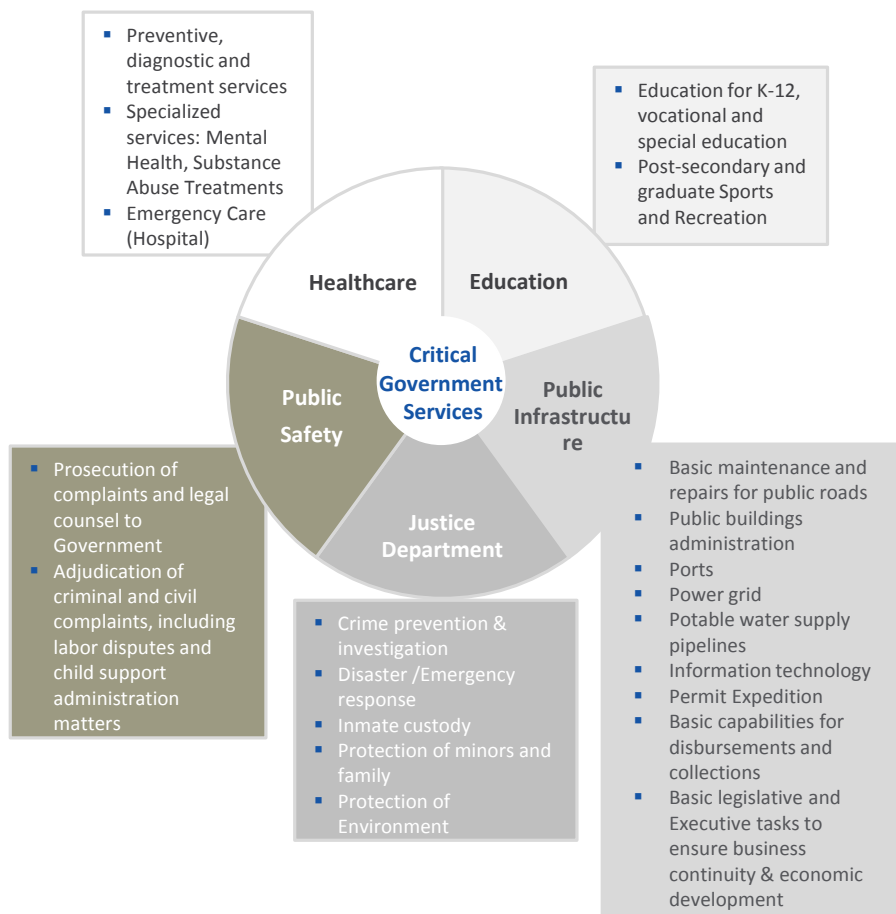 ▪ Preventive,
diagnostic and
treatment services
▪ Specialized
services: Mental
Health, Substance
Abuse Treatments
▪ Emergency Care
(Hospital)
▪ Education for K-12,
vocational and
special education
▪ Post-secondary and
graduate Sports
and Recreation
Healthcare
Education
Critical
Government
Services
Public
Safety
Public
Infrastructu
re
Justice
Department
▪ Prosecution of
complaints and legal
counsel to
Government
▪ Adjudication of
criminal and civil
complaints, including
labor disputes and
child support
administration
matters
▪ Crime prevention &
investigation
▪ Disaster /Emergency
response
▪ Inmate custody
▪ Protection of minors and
family
▪ Protection of
Environment
▪ Basic maintenance and
repairs for public roads
▪ Public buildings
administration
▪ Ports
▪ Power grid
▪ Potable water supply
pipelines
▪ Information technology
▪ Permit Expedition
▪ Basic capabilities for
disbursements and
collections
▪ Basic legislative and
Executive tasks to
ensure business
continuity & economic
development